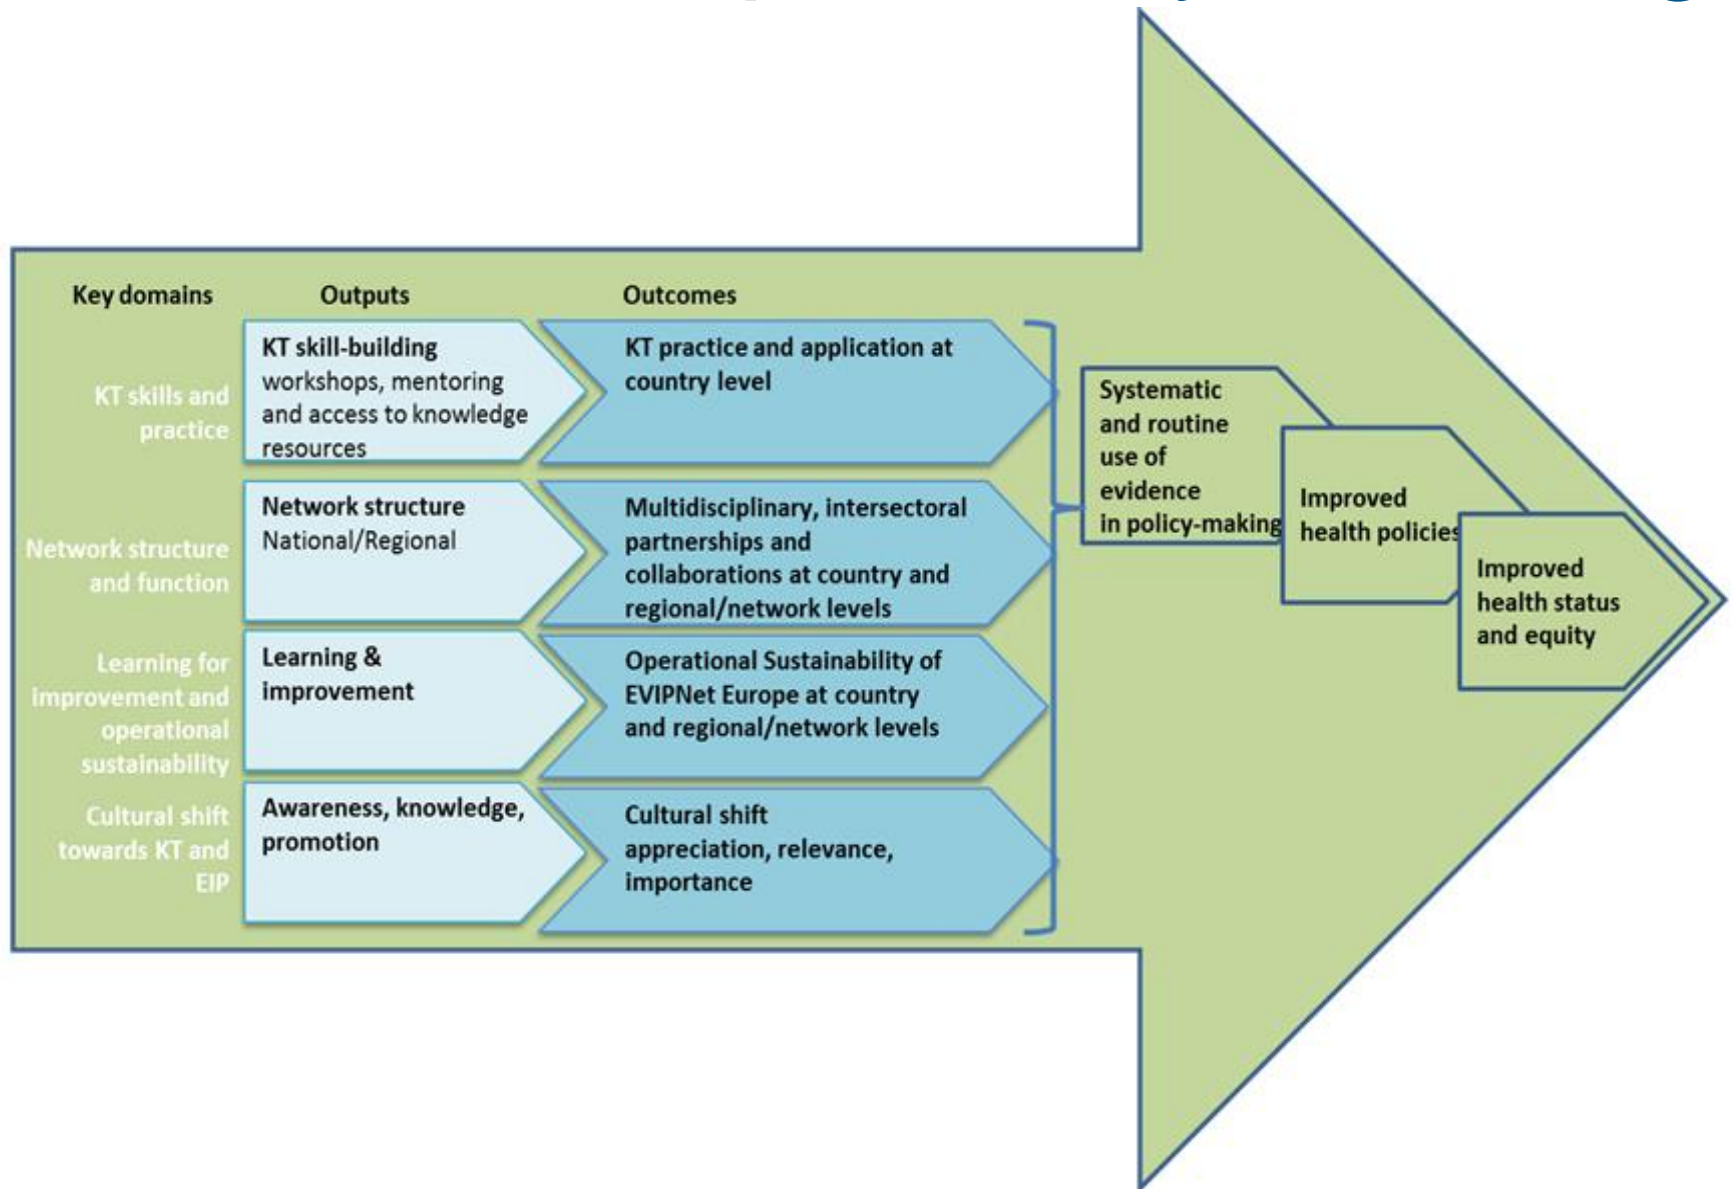 Key domains
Outputs
Outcomes
KT skills and
practice
KT skill-building
workshops, mentoring
and access to knowledge
resources
KT practice and application at
country level
Network structure
and function
Network structure
National/Regional
Multidisciplinary, intersectoral
partnerships and
collaborations at country and
regional/network levels
Learning for
improvement and
operational
sustainability
Learning &
improvement
Operational Sustainability of
EVIPNet Europe at country
and regional/network levels
Cultural shift
towards KT and
EIP
Awareness, knowledge,
promotion
Cultural shift
appreciation, relevance,
importance
Systematic
and routine
use of
evidence
in policy-making
Improved
health policies
Improved
health status
and equity